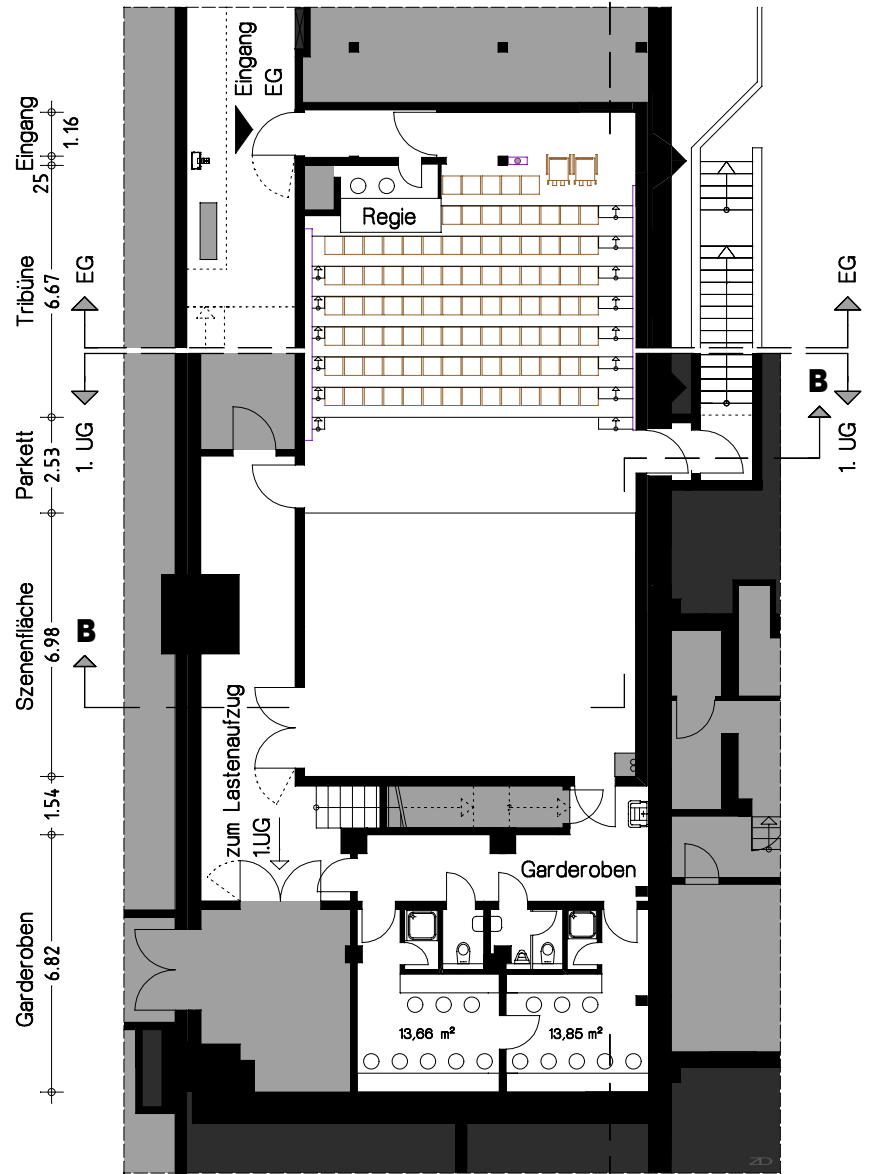 Eingang
EG
Eingang
1.16
25
Regie
Tribüne
6.67
EG
EG
1. UG
B
1. UG
Parkett
2.53
Szenenfläche
6.98
B
zum Lastenaufzug
1.UG
1.54
Garderoben
Garderoben
6.82
13,66 m²
13,85 m²